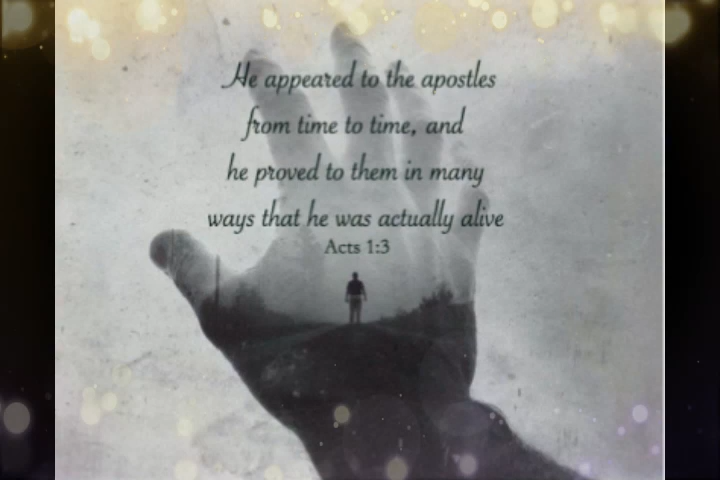 He appeared to the apostles
from time to time, and
he proved to them in many
ways that he was actually alive
Acts 1:3